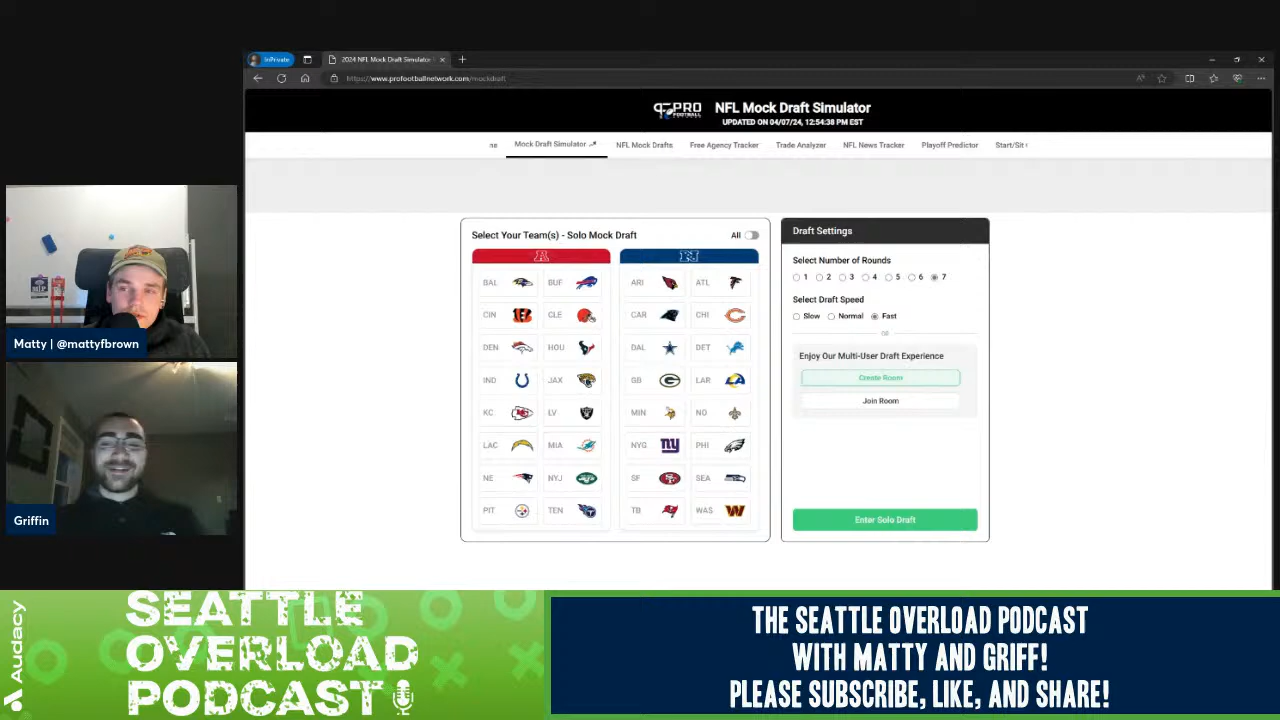 InPrivate
2024 NFL Mock Draft Simulator
https://www.profootballnetwork.com/mockdraft
PRO
FOOTBALL
NFL Mock Draft Simulator
UPDATED ON 04/07/24, 12:54:38 PM EST
ne
Mock Draft Simulator
NFL Mock Drafts
Free Agency Tracker
Trade Analyzer
NFL News Tracker
Playoff Predictor
Start/Sit
Select Your Team(s) - Solo Mock Draft
All
A
N
BAL BUF ARI ATL
CIN CLE CAR CHI
DEN HOU DAL DET
IND JAX GB LAR
KC LV MIN NO
LAC MIA NYG PHI
NE NYJ SF SEA
PIT TEN TB WAS
Draft Settings
Select Number of Rounds
1 2 3 4 5 6 7
Select Draft Speed
Slow Normal Fast
OR
Enjoy Our Multi-User Draft Experience
Create Room
Join Room
Enter Solo Draft
Matty | @mattyfbrown
Griffin
Audacy
SEATTLE
OVERLOAD
PODCAST
THE SEATTLE OVERLOAD PODCAST
WITH MATTY AND GRIFF!
PLEASE SUBSCRIBE, LIKE, AND SHARE!